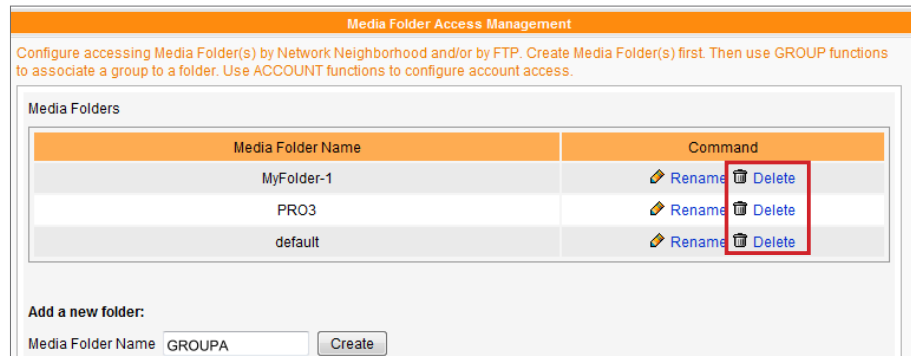 Media Folder Access Management
Configure accessing Media Folder(s) by Network Neighborhood and/or by FTP. Create Media Folder(s) first. Then use GROUP functions
to associate a group to a folder. Use ACCOUNT functions to configure account access.
Media Folders
Media Folder Name Command
MyFolder-1 Rename Delete
PRO3 Rename Delete
default Rename Delete
Add a new folder:
Media Folder Name GROUPA Create